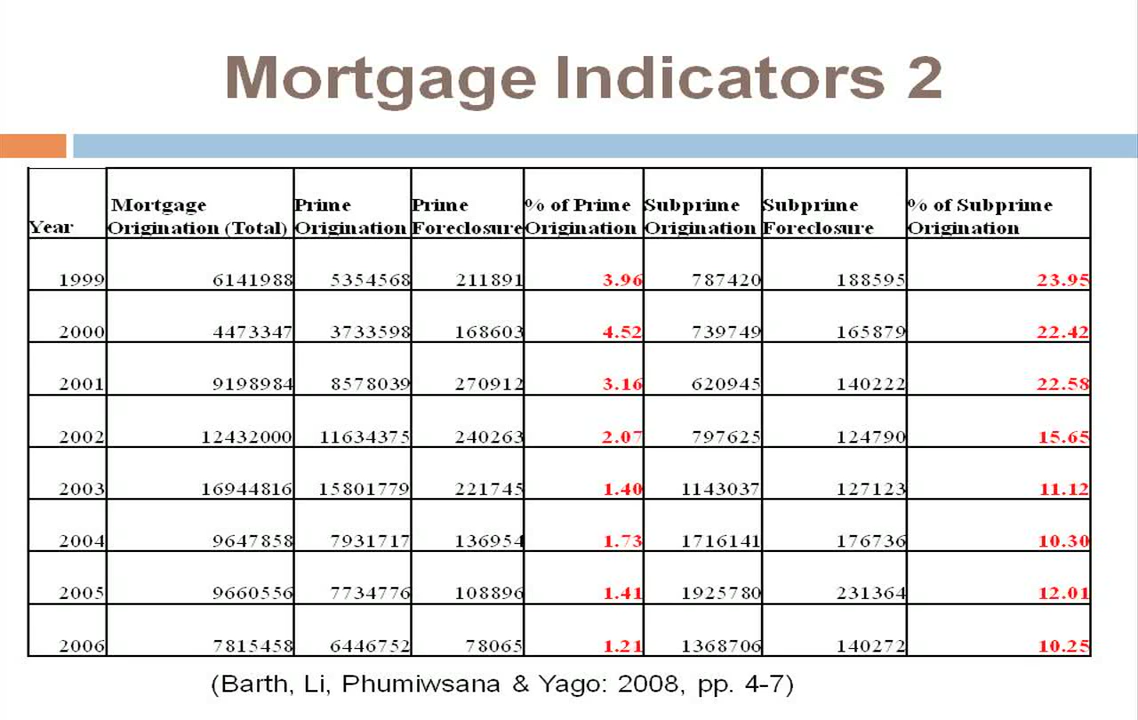 Mortgage Indicators 2
Year Mortgage Origination (Total) Prime Origination Prime Foreclosure % of Prime Origination Subprime Origination Subprime Foreclosure % of Subprime Origination
1999 6141988 5354568 211891 3.96 787420 188595 23.95
2000 4473347 3733598 168603 4.52 739749 165879 22.42
2001 9198984 8578039 270912 3.16 620945 140222 22.58
2002 12432000 11634375 240263 2.07 797625 124790 15.65
2003 16944816 15801779 221745 1.40 1143037 127123 11.12
2004 9647858 7931717 136954 1.73 1716141 176736 10.30
2005 9660556 7734776 108896 1.41 1925780 231364 12.01
2006 7815458 6446752 78065 1.21 1368706 140272 10.25
(Barth, Li, Phumiwsana & Yago: 2008, pp. 4-7)